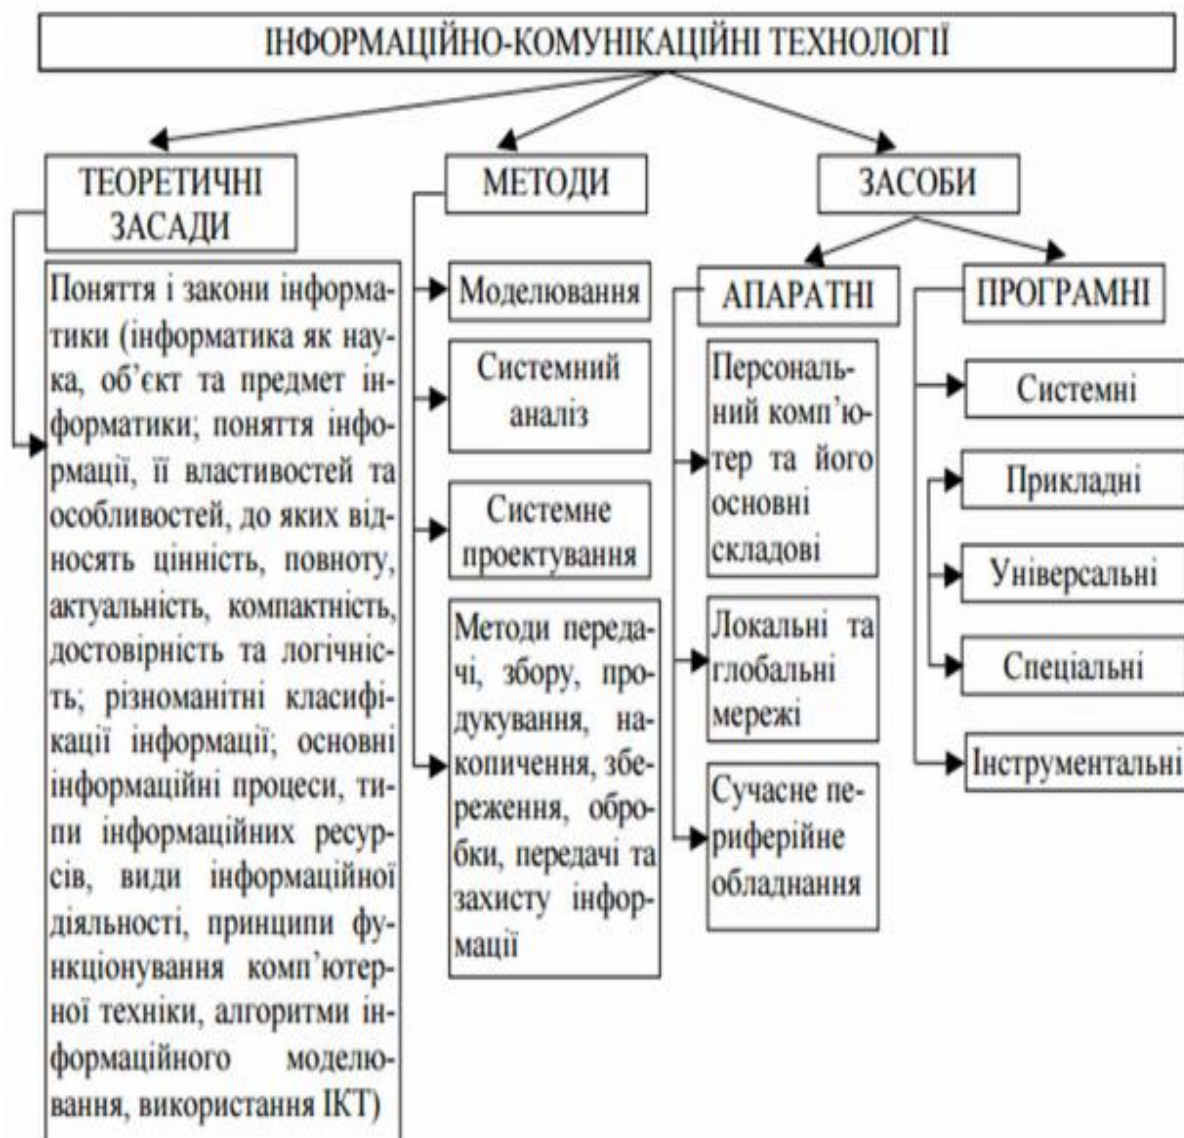 ІНФОРМАЦІЙНО-КОМУНІКАЦІЙНІ ТЕХНОЛОГІЇ
ТЕОРЕТИЧНІ
ЗАСАДИ
Поняття і закони інформа-
тики (інформатика як нау-
ка, об’єкт та предмет ін-
форматики; поняття інфо-
рмації, її властивостей та
особливостей, до яких від-
носять цінність, повноту,
актуальність, компактність,
достовірність та логічніс-
ть; різноманітні класифі-
кації інформації; основні
інформаційні процеси, ти-
пи інформаційних ресур-
сів, види інформаційної
діяльності, принципи фу-
нкціонування комп’ютер-
ної техніки, алгоритми ін-
формаційного моделю-
вання, використання ІКТ)
МЕТОДИ
Моделювання
Системний
аналіз
Системне
проектування
Методи переда-
чі, збору, про-
дукування, на-
копичення, збе-
реження, обро-
бки, передачі та
захисту інфор-
мації
ЗАСОБИ
АПАРАТНІ
Персональ-
ний комп’ю-
тер та його
основні
складові
Локальні та
глобальні
мережі
Сучасне пе-
риферійне
обладнання
ПРОГРАМНІ
Системні
Прикладні
Універсальні
Спеціальні
Інструментальні